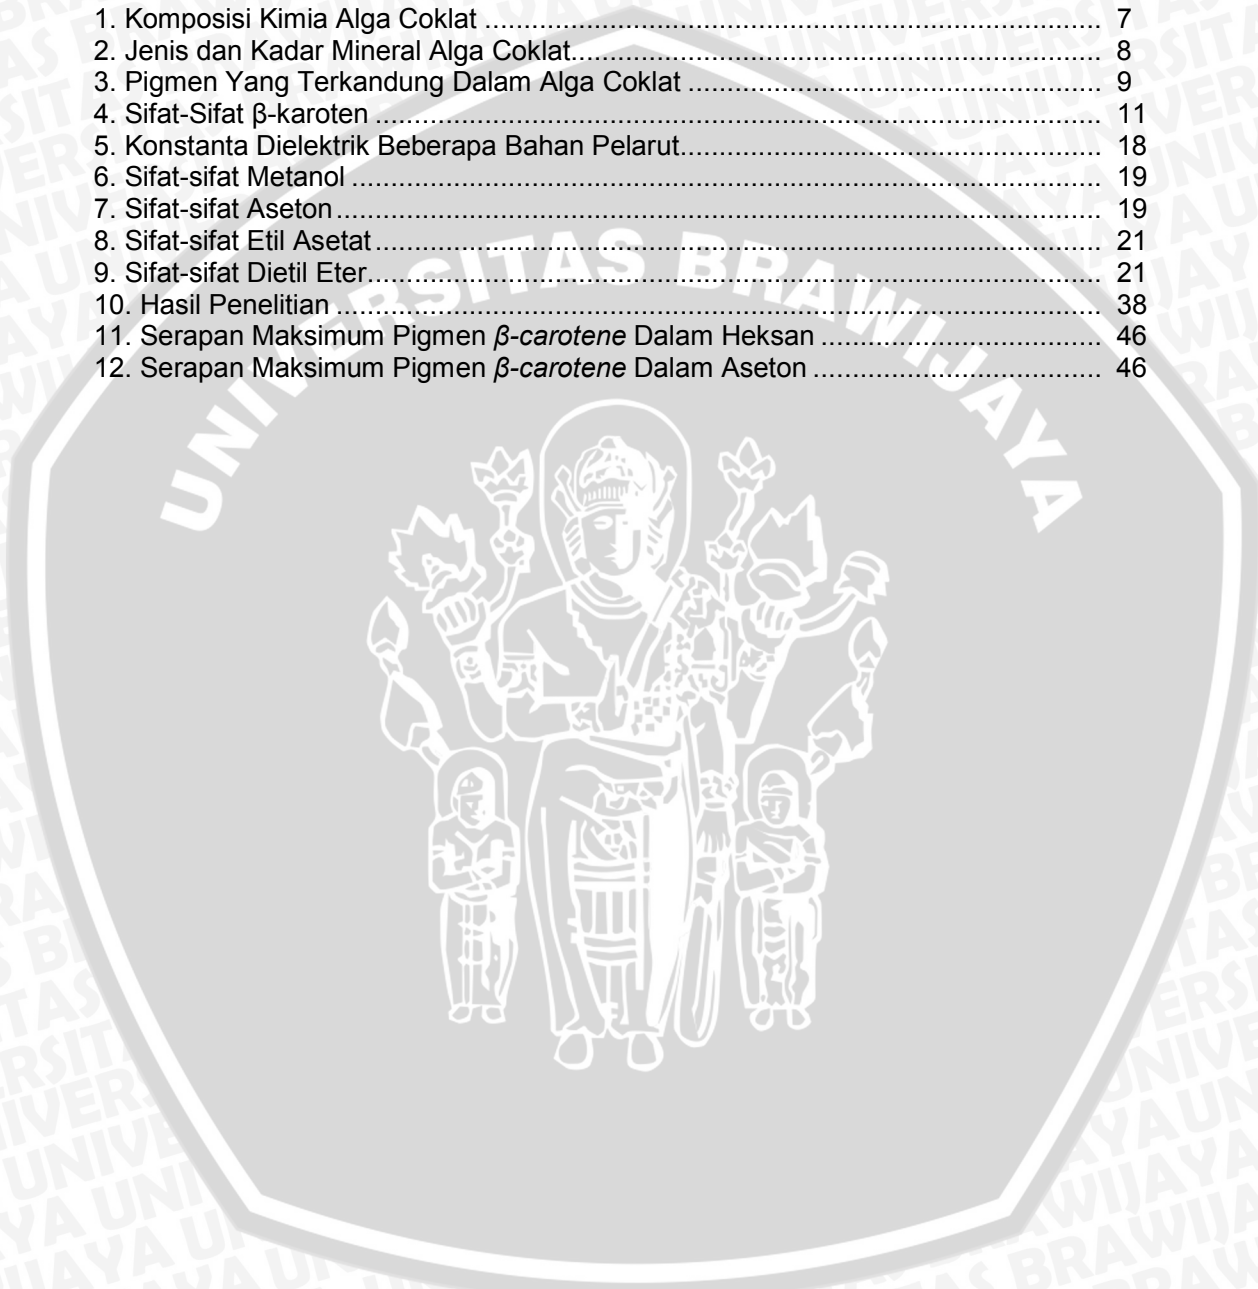 1. Komposisi Kimia Alga Coklat ........................................................................... 7
2. Jenis dan Kadar Mineral Alga Coklat................................................................ 8
3. Pigmen Yang Terkandung Dalam Alga Coklat .................................................. 9
4. Sifat-Sifat β-karoten ......................................................................................... 11
5. Konstanta Dielektrik Beberapa Bahan Pelarut................................................... 18
6. Sifat-sifat Metanol ............................................................................................ 19
7. Sifat-sifat Aseton .............................................................................................. 19
8. Sifat-sifat Etil Asetat ......................................................................................... 21
9. Sifat-sifat Dietil Eter.......................................................................................... 21
10. Hasil Penelitian .............................................................................................. 38
11. Serapan Maksimum Pigmen β-carotene Dalam Heksan .................................. 46
12. Serapan Maksimum Pigmen β-carotene Dalam Aseton ................................... 46
UNIVERSITAS BRAWIJAYA